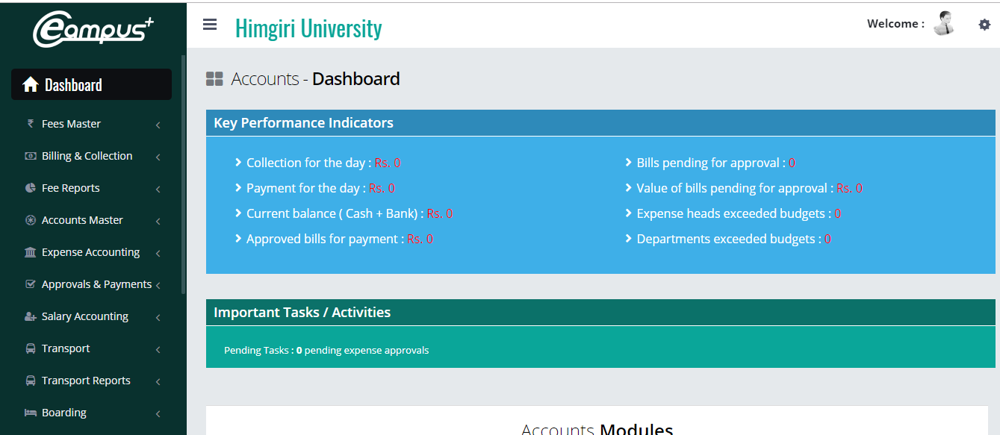 eampus+
Himgiri University
Welcome :
Dashboard
₹ Fees Master
Billing & Collection
Fee Reports
Accounts Master
Expense Accounting
Approvals & Payments
Salary Accounting
Transport
Transport Reports
Boarding
Accounts - Dashboard
Key Performance Indicators
Collection for the day : Rs. 0
Payment for the day : Rs. 0
Current balance ( Cash + Bank) : Rs. 0
Approved bills for payment : Rs. 0
Bills pending for approval : 0
Value of bills pending for approval : Rs. 0
Expense heads exceeded budgets : 0
Departments exceeded budgets : 0
Important Tasks / Activities
Pending Tasks : 0 pending expense approvals
Accounts Modules